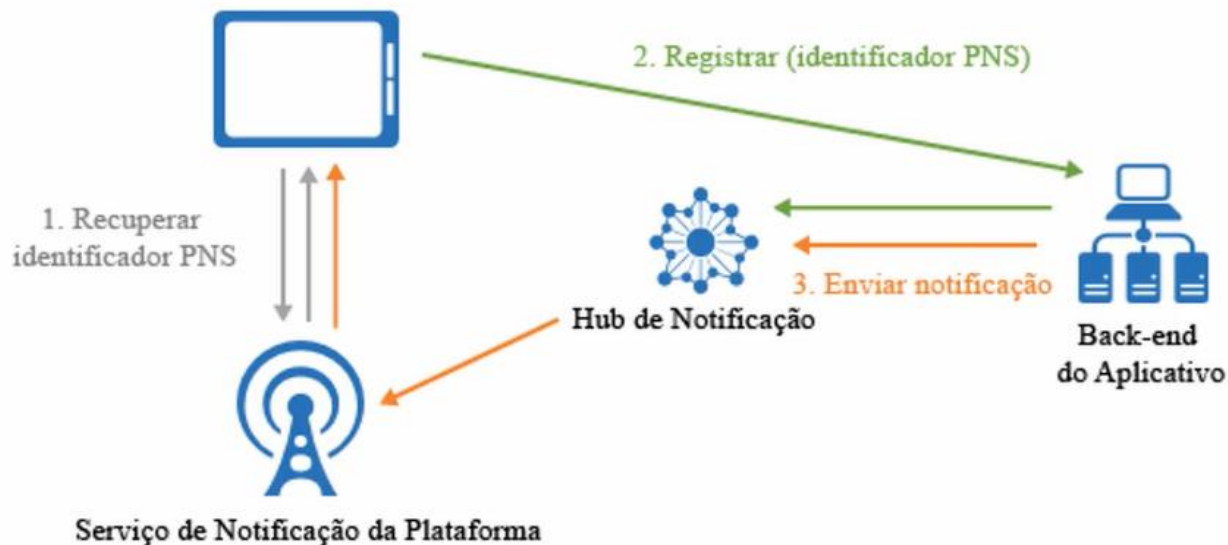 2. Registrar (identificador PNS)
1. Recuperar
identificador PNS
3. Enviar notificação
Hub de Notificação
Back-end
do Aplicativo
Serviço de Notificação da Plataforma